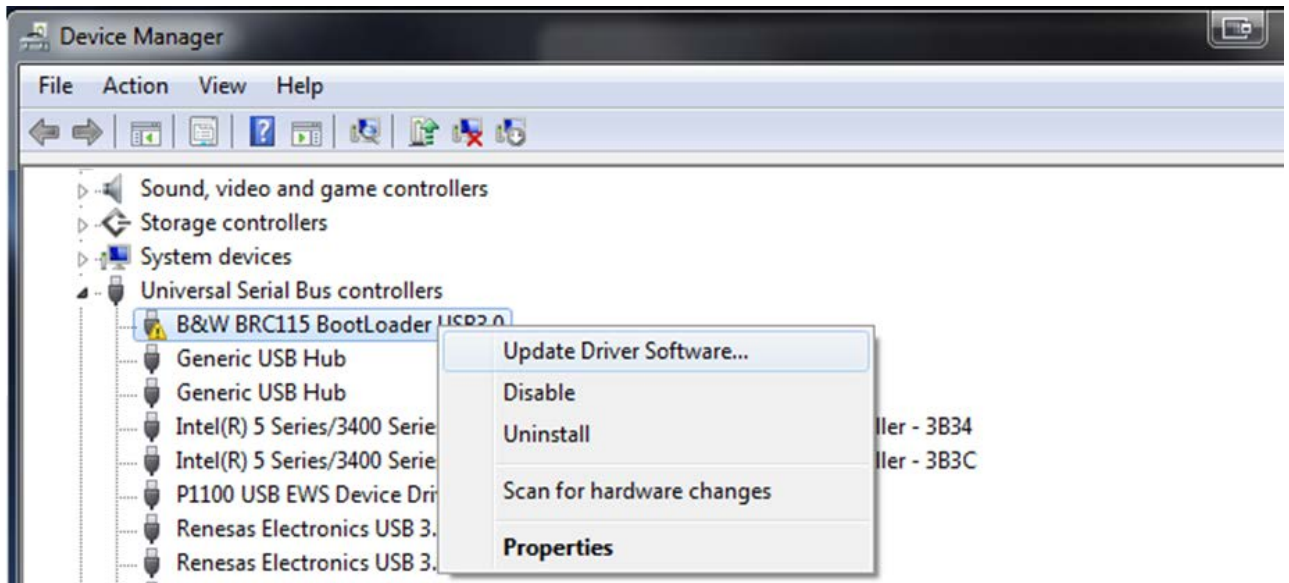 Device Manager
File Action View Help
Sound, video and game controllers
Storage controllers
System devices
Universal Serial Bus controllers
B&W BRC115 BootLoader USB3.0
Generic USB Hub
Generic USB Hub
Intel(R) 5 Series/3400 Serie ller - 3B34
Intel(R) 5 Series/3400 Serie ller - 3B3C
P1100 USB EWS Device Dri
Renesas Electronics USB 3.
Renesas Electronics USB 3.
Update Driver Software...
Disable
Uninstall
Scan for hardware changes
Properties